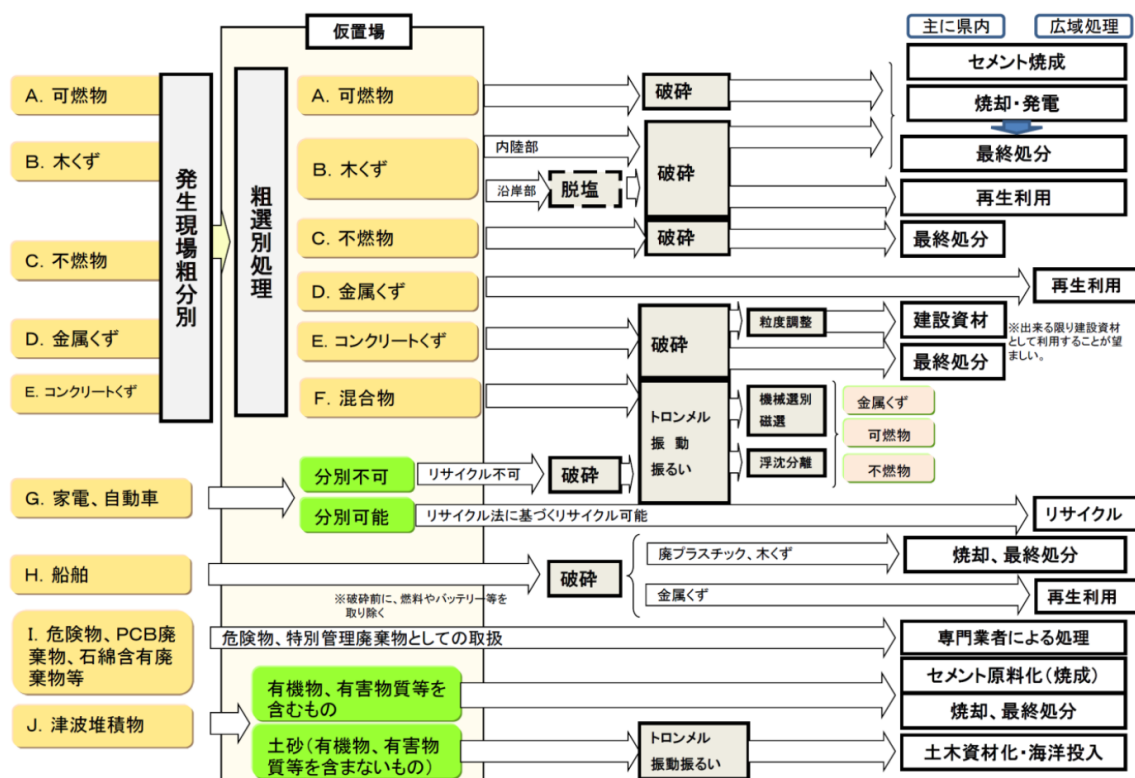 仮置場
主に県内
広域処理
A. 可燃物
B. 木くず
C. 不燃物
D. 金属くず
E. コンクリートくず
発生現場粗分別
粗選別処理
A. 可燃物
B. 木くず
C. 不燃物
D. 金属くず
E. コンクリートくず
F. 混合物
内陸部
沿岸部
脱塩
破砕
破砕
破砕
破砕
セメント焼成
焼却・発電
最終処分
再生利用
最終処分
再生利用
粒度調整
建設資材
※出来る限り建設資材
として利用することが望
ましい。
最終処分
トロンメル
振 動
振るい
機械選別
磁選
浮沈分離
金属くず
可燃物
不燃物
G. 家電、自動車
分別不可
リサイクル不可
破砕
分別可能
リサイクル法に基づくリサイクル可能
リサイクル
H. 船舶
※破砕前に、燃料やバッテリー等を
取り除く
破砕
廃プラスチック、木くず
焼却、最終処分
金属くず
再生利用
I. 危険物、PCB廃
棄物、石綿含有廃
棄物等
危険物、特別管理廃棄物としての取扱
専門業者による処理
J. 津波堆積物
有機物、有害物質等を
含むもの
セメント原料化(焼成)
焼却、最終処分
土砂(有機物、有害物
質等を含まないもの)
トロンメル
振動振るい
土木資材化・海洋投入